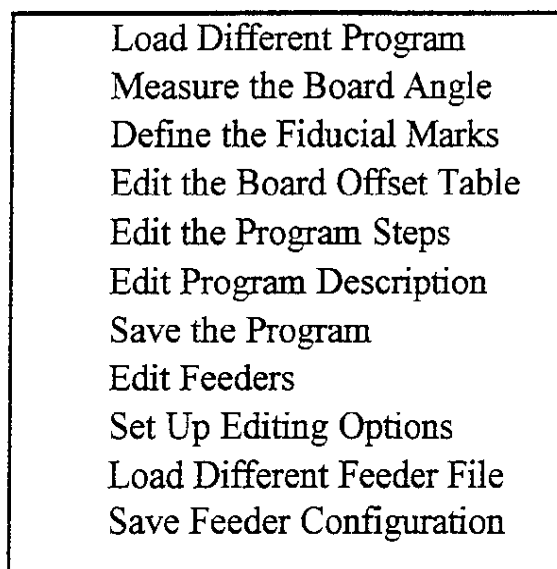 Load Different Program
Measure the Board Angle
Define the Fiducial Marks
Edit the Board Offset Table
Edit the Program Steps
Edit Program Description
Save the Program
Edit Feeders
Set Up Editing Options
Load Different Feeder File
Save Feeder Configuration